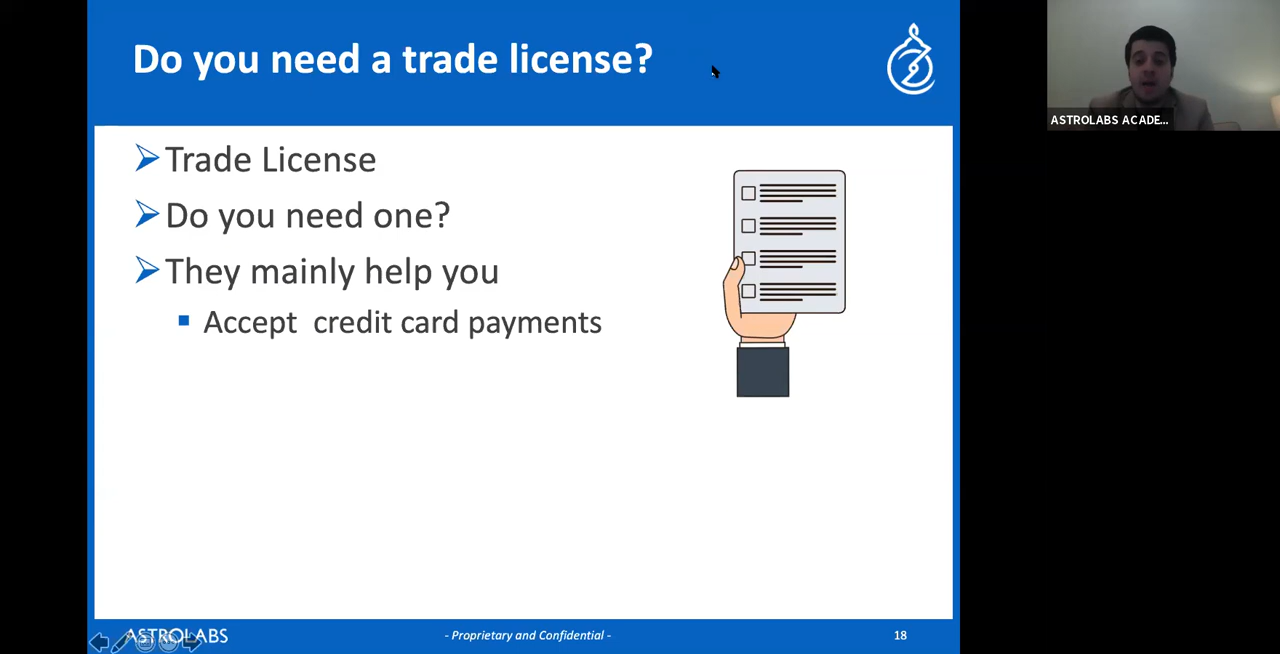 Do you need a trade license?
ASTROLABS ACADE...
Trade License
Do you need one?
They mainly help you
Accept  credit card payments
ASTROLABS
- Proprietary and Confidential -
18